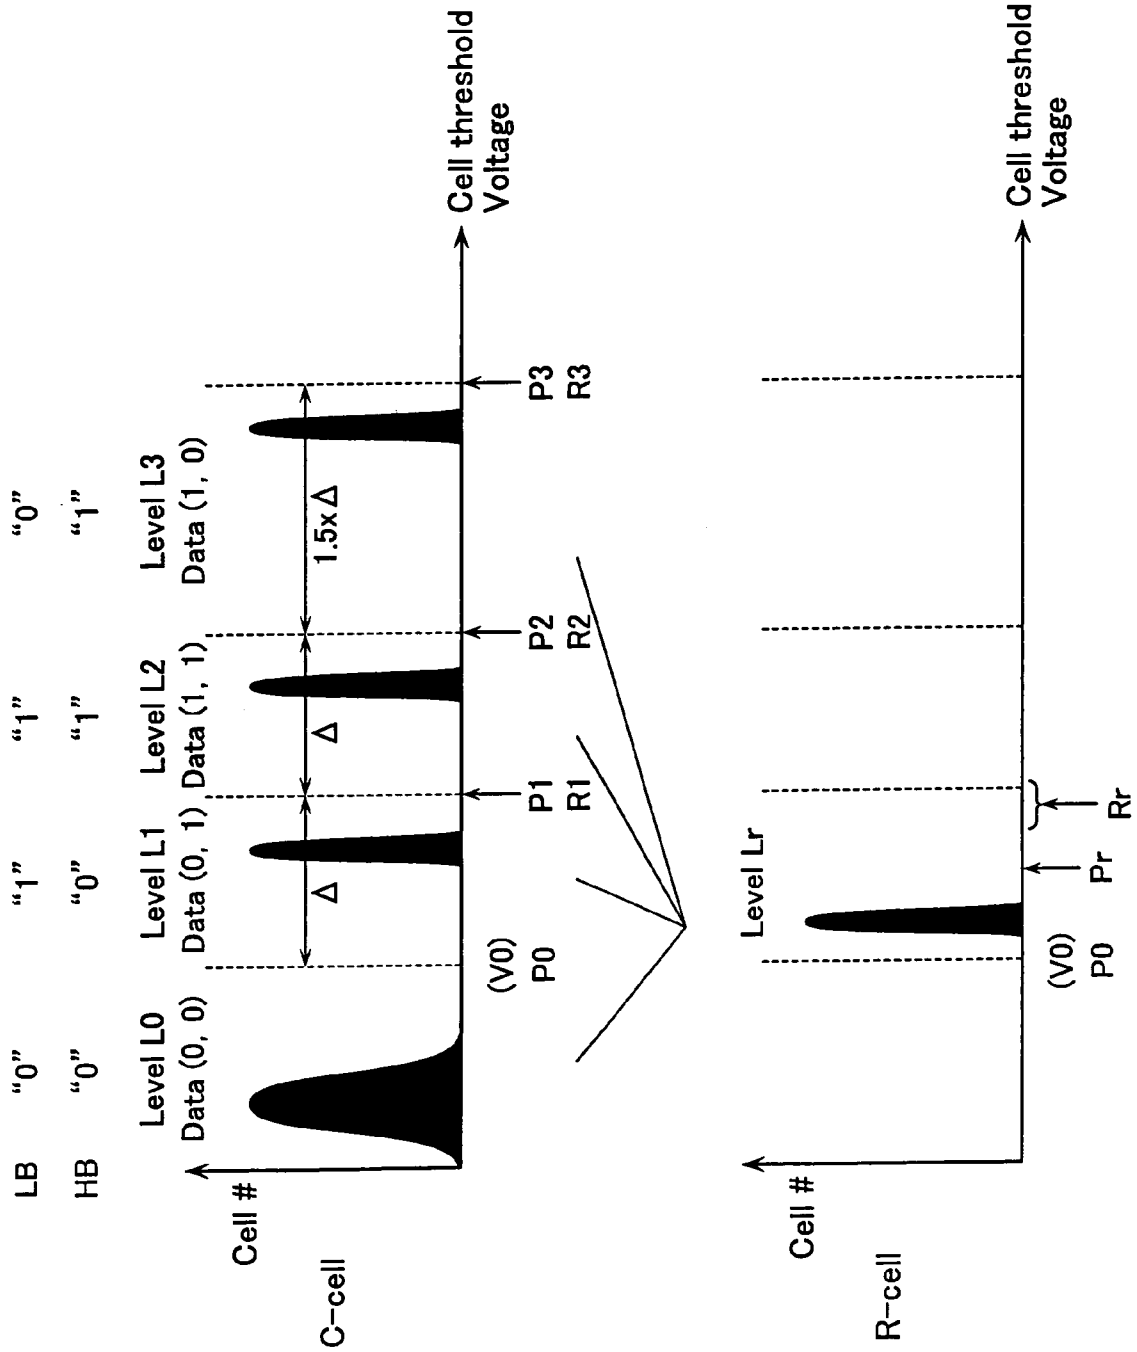 LB “0” “1” “1” “0”
HB “0” “0” “1” “1”
Level L0 Level L1 Level L2 Level L3
Data (0, 0) Data (0, 1) Data (1, 1) Data (1, 0)
Cell #
C-cell
Δ Δ 1.5xΔ
Cell threshold
Voltage
(V0) P1 P2 P3
P0 R1 R2 R3
Level Lr
Cell #
R-cell
Cell threshold
Voltage
(V0) Pr Rr
P0